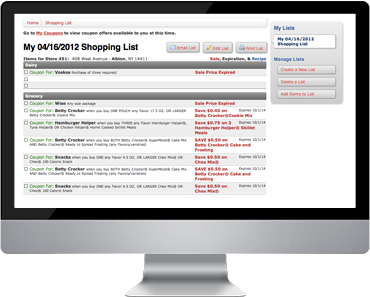 Home Shopping List
Go to My Coupons to view coupon offers available to you at this time.
My 04/16/2012 Shopping List
Email List
Edit List
Print List
Items for Store 451: 408 West Avenue - Albion, NY 14411
Sale, Expiration, & Recipe
Dairy
Coupon For: Voskos Purchase of three required
Sale Price Expired
Grocery
Coupon For: Wise Any size package
Sale Price Expired
Coupon For: Betty Crocker when you buy ONE POUCH any flavor 17.5 OZ. OR LARGER
Betty Crocker® Cookie Mix
Save $0.40 on
Betty Crocker®Cookie Mix
Expires 10/1/14
Coupon For: Hamburger Helper when you buy THREE any flavor Hamburger Helper®,
Tuna Helper® OR Chicken Helper® Home Cooked Skillet Meals
Save $0.75 on 3
Hamburger Helper® Skillet
Meals
Expires 10/1/14
Coupon For: Betty Crocker when you buy BOTH Betty Crocker® SuperMoist® Cake Mix
AND Betty Crocker® Ready to Spread Frosting (any flavors/varieties)
SAVE $0.50 on
Betty Crocker® Cake and
Frosting
Expires 10/1/14
Coupon For: Snacks when you buy ONE any flavor 4.5 OZ. OR LARGER Chex Mix® OR
Chex® 100 Calorie Snack
Save $0.50 on
Chex Mix®
Expires 10/1/14
Coupon For: Betty Crocker when you buy BOTH Betty Crocker® SuperMoist® Cake Mix
AND Betty Crocker® Ready to Spread Frosting (any flavors/varieties)
SAVE $0.50 on
Betty Crocker® Cake and
Frosting
Expires 10/1/14
Coupon For: Snacks when you buy ONE any flavor 4.5 OZ. OR LARGER Chex Mix® OR
Chex® 100 Calorie Snack
Save $0.50 on
Chex Mix®
Expires 10/1/14
My Lists
My 04/16/2012
Shopping List
Manage Lists
Create a New List
Delete a List
Add Items to List